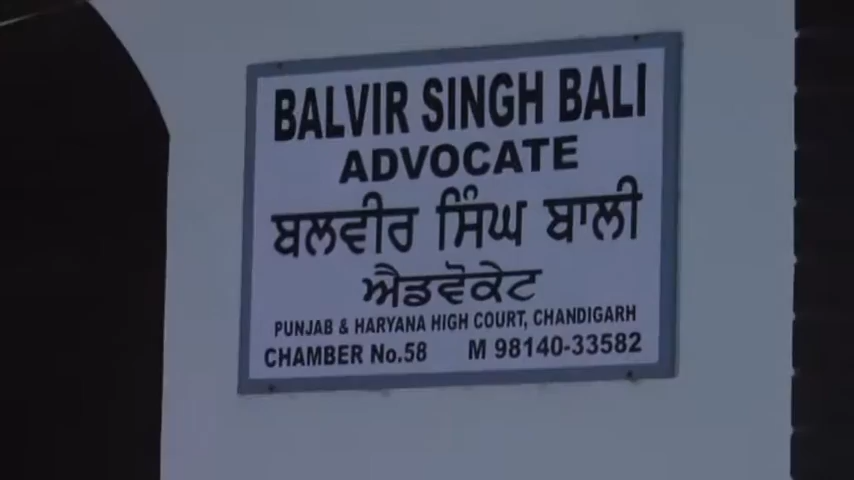 BALVIR SINGH BALI
ADVOCATE
ਬਲਵੀਰ ਸਿੰਘ ਬਾਲੀ
ਐਡਵੋਕੇਟ
PUNJAB & HARYANA HIGH COURT, CHANDIGARH
CHAMBER No.58 M 98140-33582